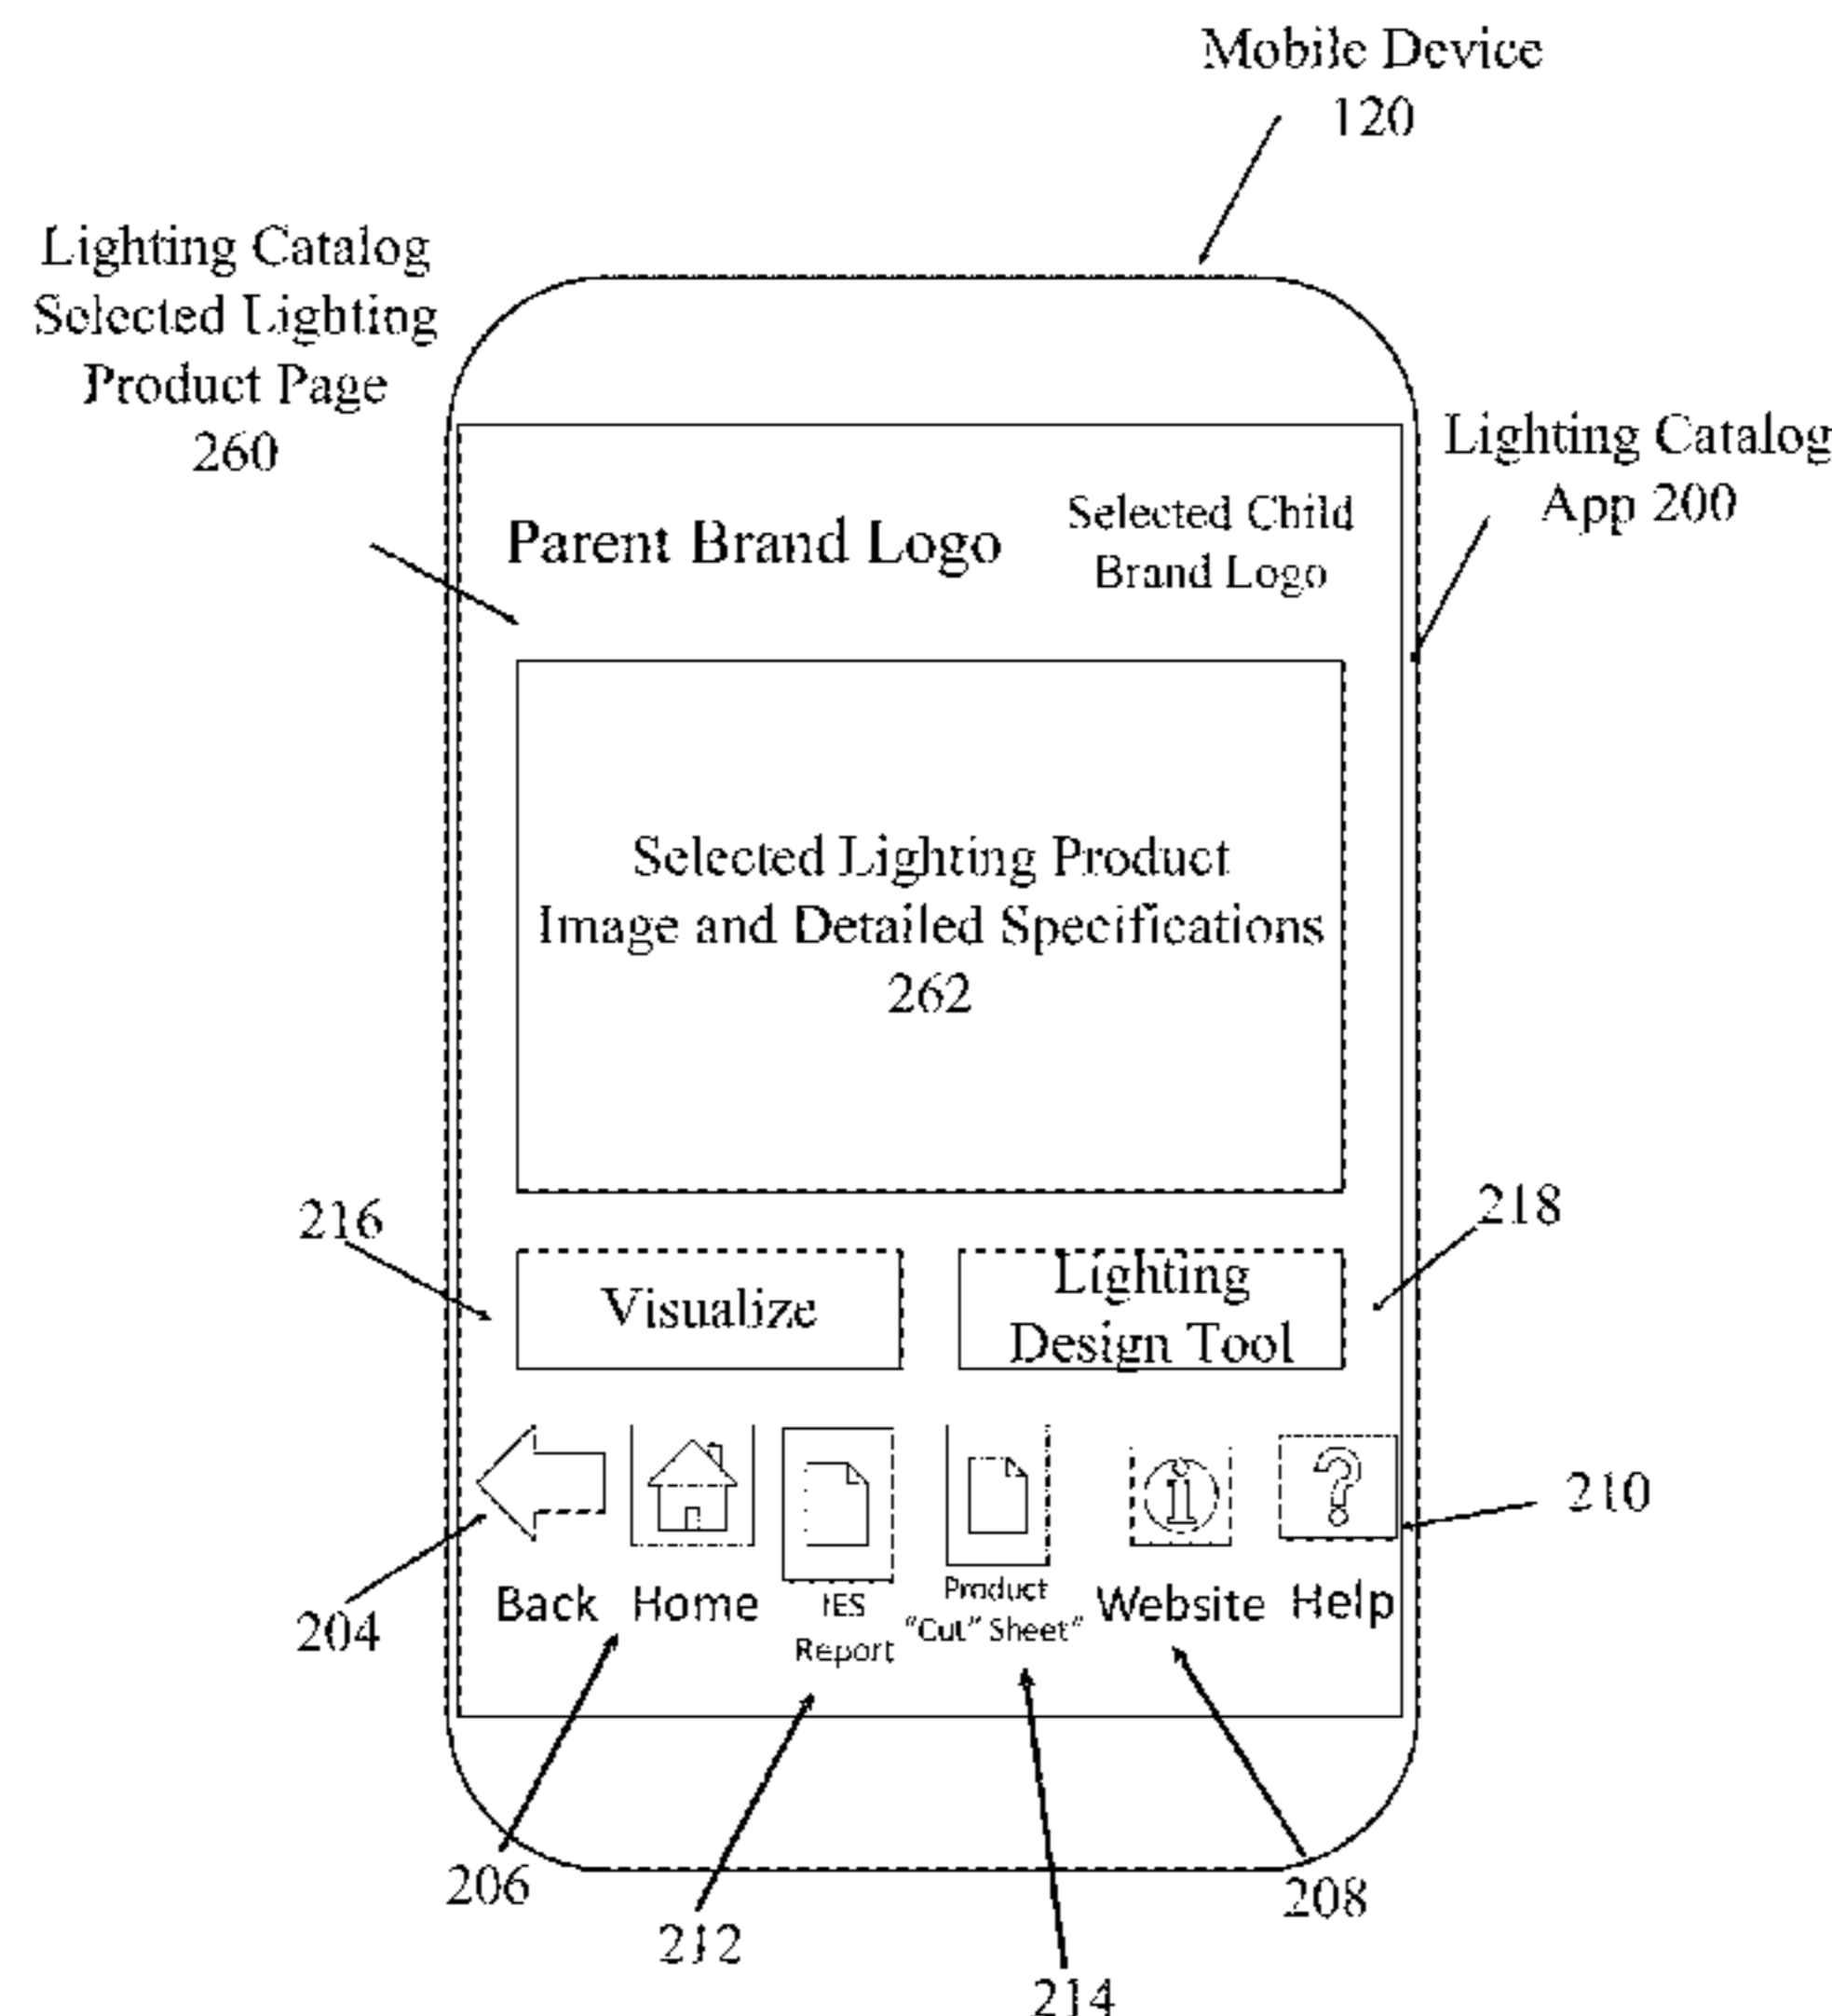 Mobile Device
120
Lighting Catalog
Selected Lighting
Product Page
260
Lighting Catalog
App 200
Parent Brand Logo
Selected Child
Brand Logo
Selected Lighting Product
Image and Detailed Specifications
262
216
218
Visualize
Lighting
Design Tool
210
204
Back
Home
IES
Report
Product
"Cut" Sheet"
Website
Help
206
212
214
208